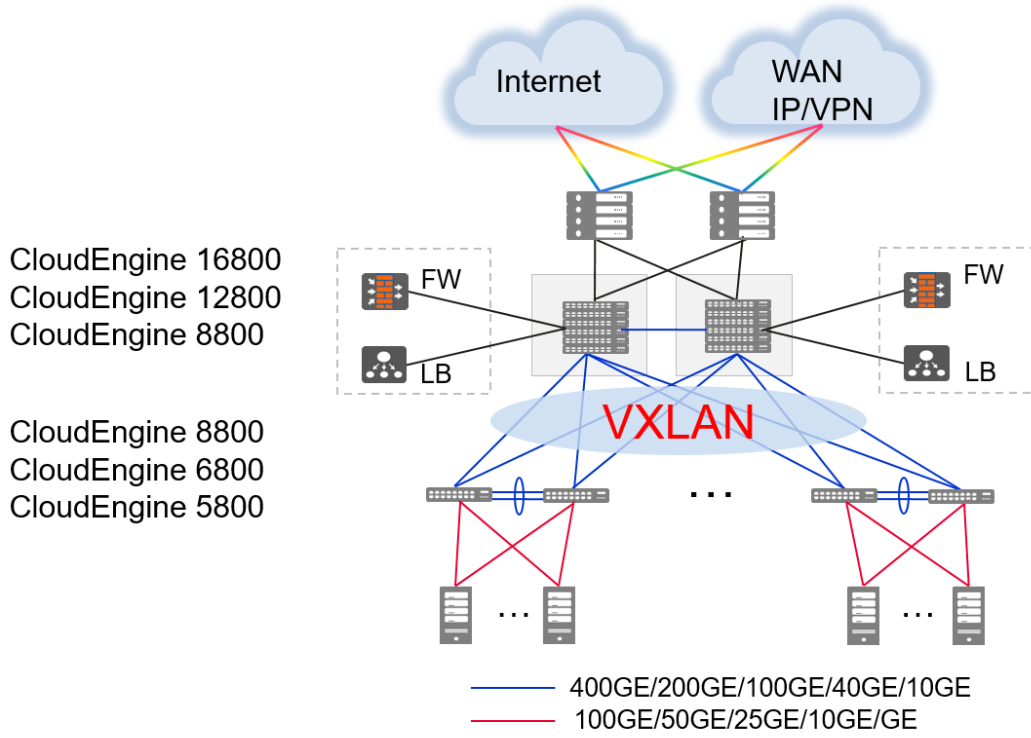 Internet
WAN
IP/VPN
CloudEngine 16800
CloudEngine 12800
CloudEngine 8800
FW
LB
FW
LB
VXLAN
CloudEngine 8800
CloudEngine 6800
CloudEngine 5800
...
...
...
400GE/200GE/100GE/40GE/10GE
100GE/50GE/25GE/10GE/GE